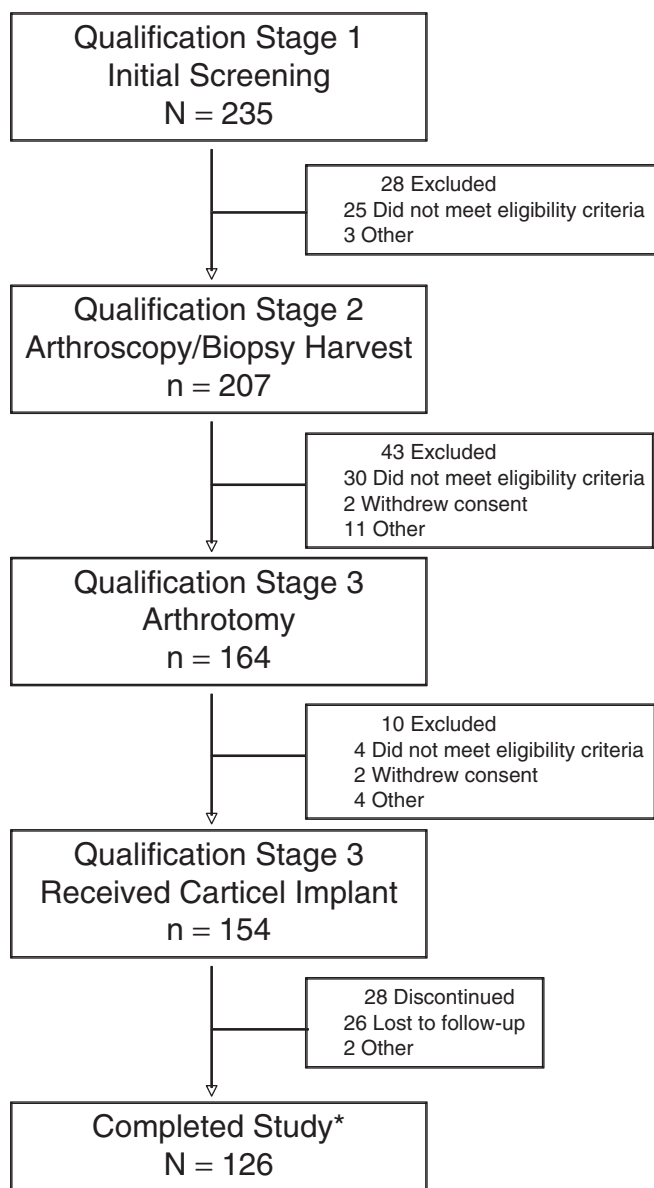 Qualification Stage 1
Initial Screening
N = 235
28 Excluded
25 Did not meet eligibility criteria
3 Other
Qualification Stage 2
Arthroscopy/Biopsy Harvest
n = 207
43 Excluded
30 Did not meet eligibility criteria
2 Withdrew consent
11 Other
Qualification Stage 3
Arthrotomy
n = 164
10 Excluded
4 Did not meet eligibility criteria
2 Withdrew consent
4 Other
Qualification Stage 3
Received Carticel Implant
n = 154
28 Discontinued
26 Lost to follow-up
2 Other
Completed Study*
N = 126